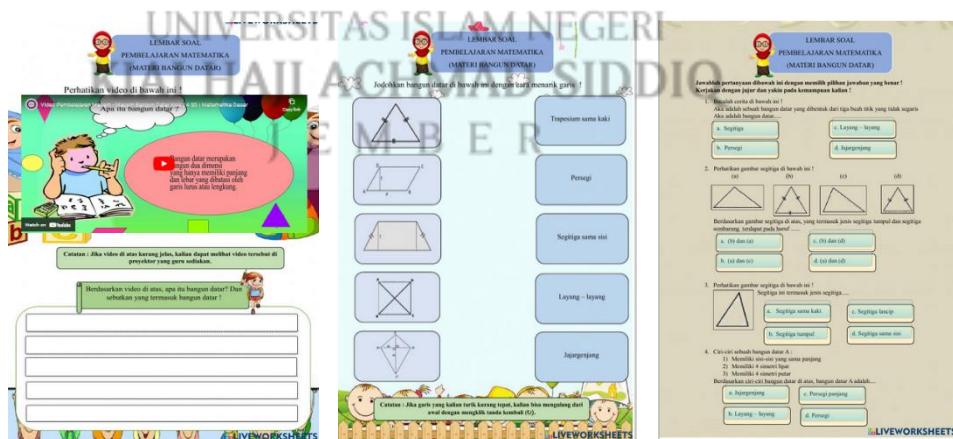 UNIVERSITAS ISLAM NEGERI
J E M B E R
LIVEWORKSHEETS
LEMBAR SOAL
PEMBELAJARAN MATEMATIKA
(MATERI BANGUN DATAR)
Perhatikan video di bawah ini !
Apa itu bangun datar ?
Bangun datar merupakan
bangun dua dimensi
yang hanya memiliki panjang
dan lebar yang dibatasi oleh
garis lurus atau lengkung.
Watch on YouTube
Catatan : Jika video di atas kurang jelas, kalian dapat melihat video tersebut di
proyektor yang guru sediakan.
Berdasarkan video di atas, apa itu bangun datar? Dan
sebutkan yang termasuk bangun datar !
LIVEWORKSHEETS
LEMBAR SOAL
PEMBELAJARAN MATEMATIKA
(MATERI BANGUN DATAR)
Jodohkan bangun datar di bawah ini dengan cara menarik garis !
Trapesium sama kaki
Persegi
Segitiga sama sisi
Layang – layang
Jajargenjang
Catatan : Jika garis yang kalian tarik kurang tepat, kalian bisa mengulang dari
awal dengan mengklik tanda kembali
LIVEWORKSHEETS
LEMBAR SOAL
PEMBELAJARAN MATEMATIKA
(MATERI BANGUN DATAR)
Jawablah pertanyaan di bawah ini dengan memilih pilihan jawaban yang benar !
Kerjakan dengan jujur dan yakin pada kemampuan kalian !
1. Bacalah cerita di bawah ini !
Aku adalah sebuah bangun datar yang dibentuk dari tiga buah titik yang tidak segaris
Aku adalah bangun datar....
a. Segitiga
c. Layang – layang
b. Persegi
d. Jajargenjang
2. Perhatikan gambar segitiga di bawah ini !
(a) (b) (c) (d)
Berdasarkan gambar segitiga di atas, yang termasuk jenis segitiga tumpul dan segitiga
sembarang terdapat pada huruf ......
a. (b) dan (a)
c. (b) dan (d)
b. (a) dan (c)
d. (a) dan (d)
3. Perhatikan gambar segitiga di bawah ini !
Segitiga ini termasuk jenis segitiga....
a. Segitiga sama kaki
c. Segitiga lancip
b. Segitiga tumpul
d. Segitiga sama sisi
4. Ciri-ciri sebuah bangun datar A :
1) Memiliki sisi-sisi yang sama panjang
2) Memiliki 4 simetri lipat
3) Memiliki 4 simetri putar
Berdasarkan ciri-ciri bangun datar di atas, bangun datar A adalah....
a. Jajargenjang
c. Persegi panjang
b. Layang – layang
d. Persegi
LIVEWORKSHEETS